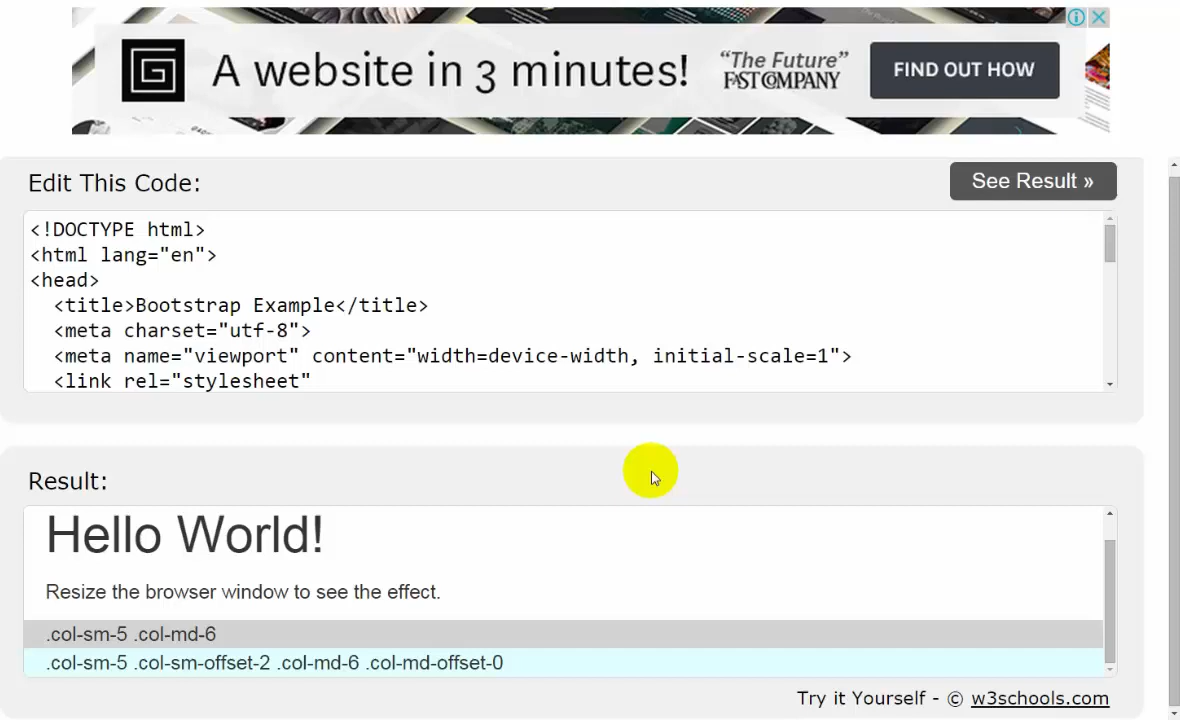 A website in 3 minutes!
“The Future”
FAST COMPANY
FIND OUT HOW
Edit This Code:
See Result »
<!DOCTYPE html>
<html lang="en">
<head>
<title>Bootstrap Example</title>
<meta charset="utf-8">
<meta name="viewport" content="width=device-width, initial-scale=1">
<link rel="stylesheet"
Result:
Hello World!
Resize the browser window to see the effect.
.col-sm-5 .col-md-6
.col-sm-5 .col-sm-offset-2 .col-md-6 .col-md-offset-0
Try it Yourself - © w3schools.com